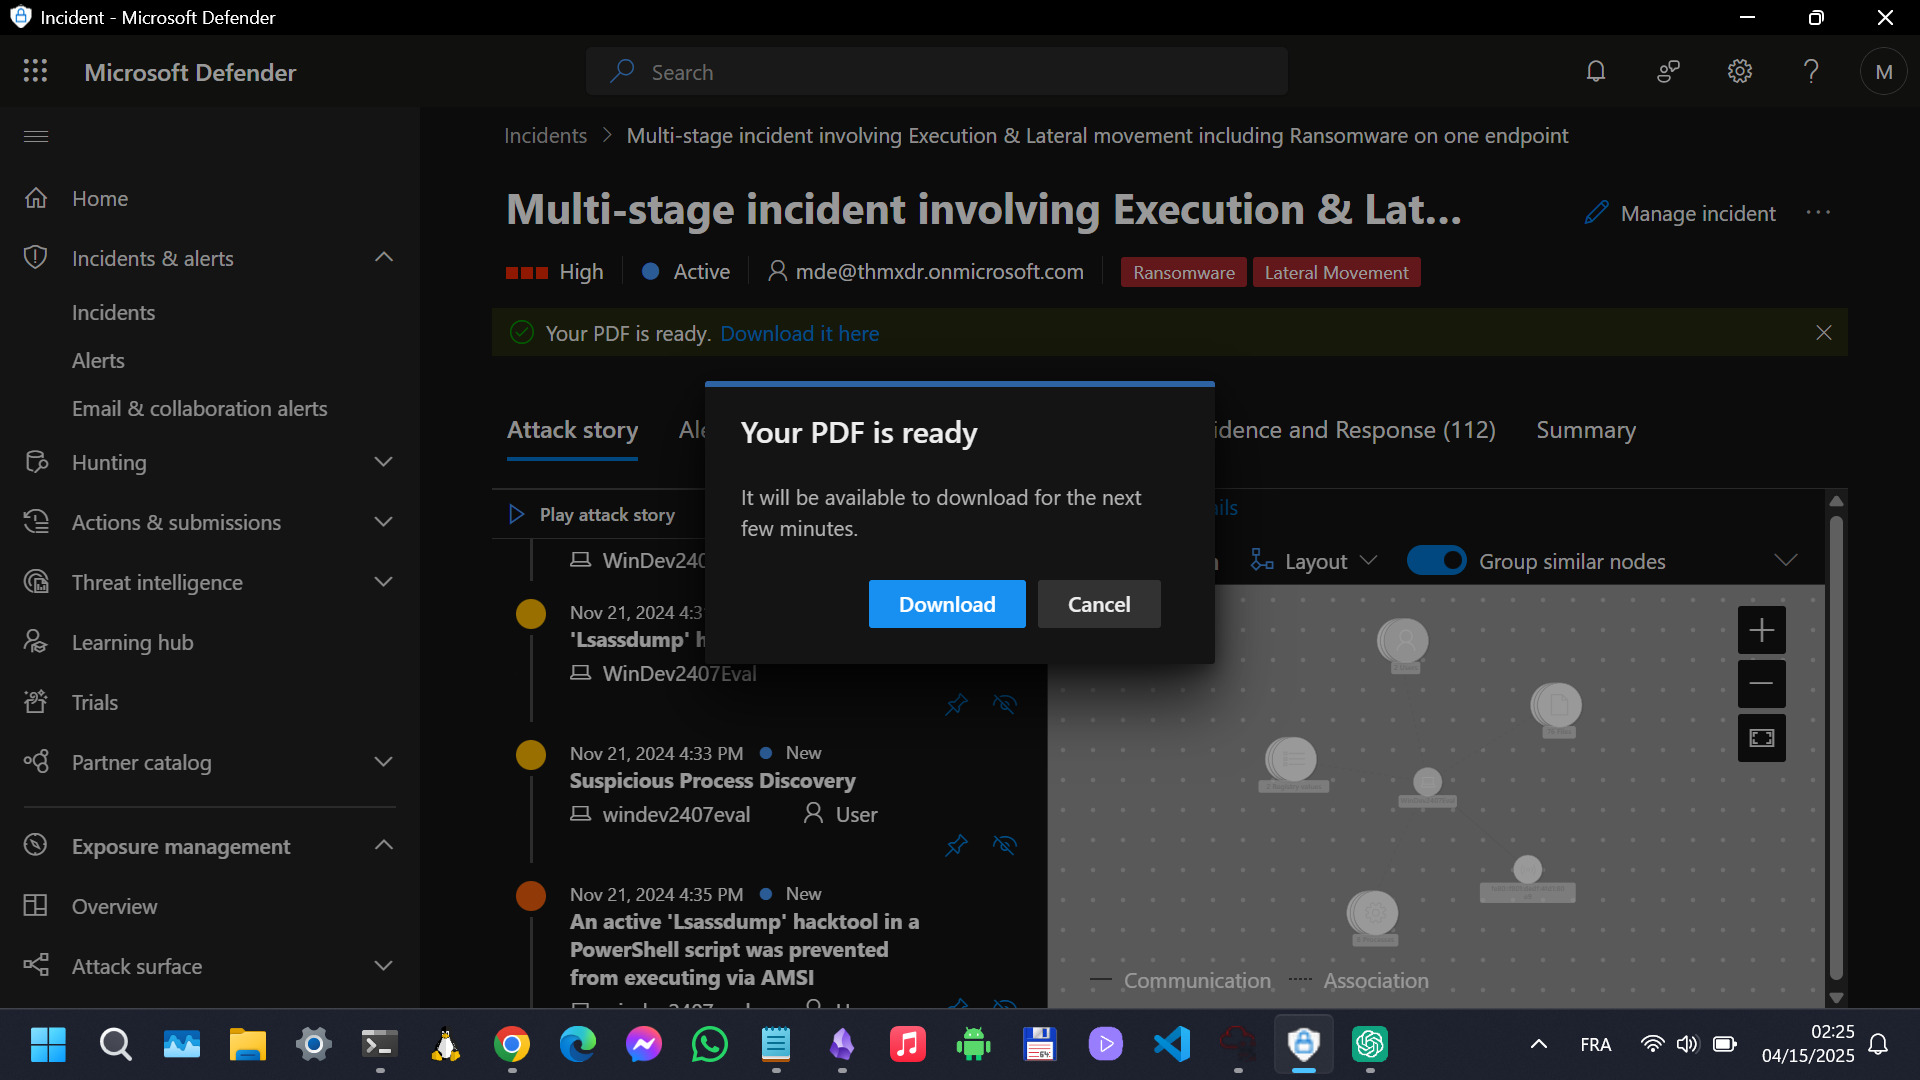 Incident - Microsoft Defender
Microsoft Defender
Search
M
Incidents
Multi-stage incident involving Execution & Lateral movement including Ransomware on one endpoint
Home
Incidents & alerts
Incidents
Alerts
Email & collaboration alerts
Hunting
Actions & submissions
Threat intelligence
Learning hub
Trials
Partner catalog
Exposure management
Overview
Attack surface
Multi-stage incident involving Execution & Lat...
Manage incident
High
Active
mde@thmxdr.onmicrosoft.com
Ransomware
Lateral Movement
Your PDF is ready. Download it here
Attack story
Ale
idence and Response (112)
Summary
Your PDF is ready
It will be available to download for the next
few minutes.
Download
Cancel
Play attack story
ils
Layout
Group similar nodes
WinDev240
Nov 21, 2024 4:3
'Lsassdump' h
WinDev2407Eval
Nov 21, 2024 4:33 PM
New
Suspicious Process Discovery
windev2407eval
User
Nov 21, 2024 4:35 PM
New
An active 'Lsassdump' hacktool in a
PowerShell script was prevented
from executing via AMSI
Communication
Association
64
FRA
02:25
04/15/2025